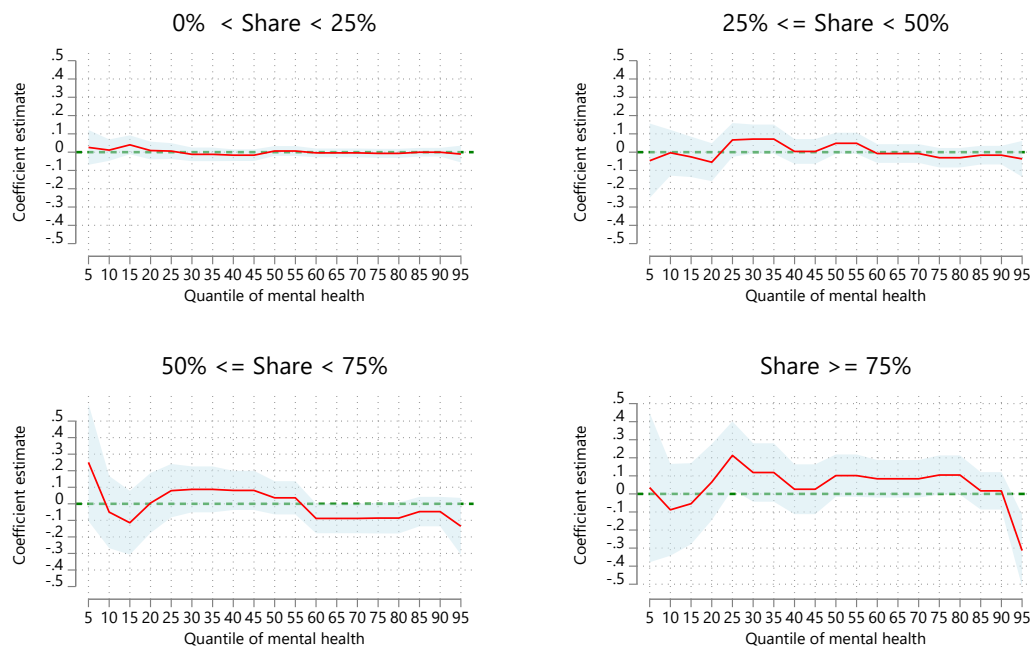 0% < Share < 25%
.5
.4
.3
.2
.1
0
-.1
-.2
-.3
-.4
-.5
Coefficient estimate
5 10 15 20 25 30 35 40 45 50 55 60 65 70 75 80 85 90 95
Quantile of mental health
25% <= Share < 50%
.5
.4
.3
.2
.1
0
-.1
-.2
-.3
-.4
-.5
Coefficient estimate
5 10 15 20 25 30 35 40 45 50 55 60 65 70 75 80 85 90 95
Quantile of mental health
50% <= Share < 75%
.5
.4
.3
.2
.1
0
-.1
-.2
-.3
-.4
-.5
Coefficient estimate
5 10 15 20 25 30 35 40 45 50 55 60 65 70 75 80 85 90 95
Quantile of mental health
Share >= 75%
.5
.4
.3
.2
.1
0
-.1
-.2
-.3
-.4
-.5
Coefficient estimate
5 10 15 20 25 30 35 40 45 50 55 60 65 70 75 80 85 90 95
Quantile of mental health